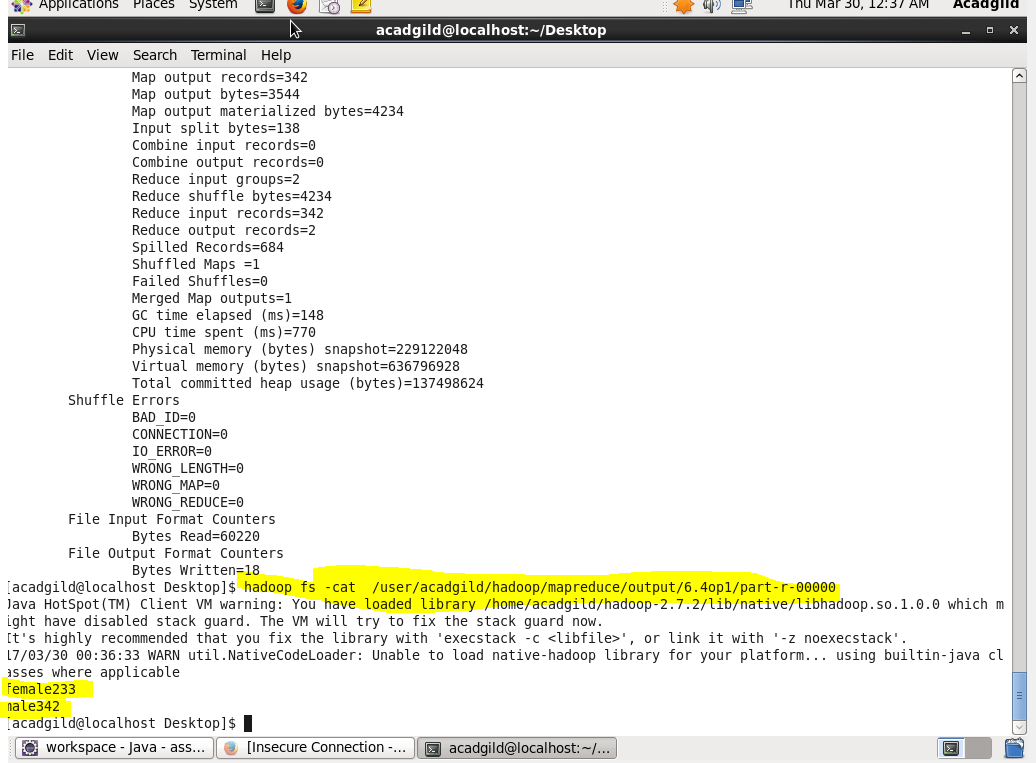 Applications Places System Thu Mar 30, 12:37 AM Acadgild
acadgild@localhost:~/Desktop
File Edit View Search Terminal Help
Map output records=342
Map output bytes=3544
Map output materialized bytes=4234
Input split bytes=138
Combine input records=0
Combine output records=0
Reduce input groups=2
Reduce shuffle bytes=4234
Reduce input records=342
Reduce output records=2
Spilled Records=684
Shuffled Maps =1
Failed Shuffles=0
Merged Map outputs=1
GC time elapsed (ms)=148
CPU time spent (ms)=770
Physical memory (bytes) snapshot=229122048
Virtual memory (bytes) snapshot=636796928
Total committed heap usage (bytes)=137498624
Shuffle Errors
BAD_ID=0
CONNECTION=0
IO_ERROR=0
WRONG_LENGTH=0
WRONG_MAP=0
WRONG_REDUCE=0
File Input Format Counters
Bytes Read=60220
File Output Format Counters
Bytes Written=18
[acadgild@localhost Desktop]$ hadoop fs -cat  /user/acadgild/hadoop/mapreduce/output/6.4op1/part-r-00000
Java HotSpot(TM) Client VM warning: You have loaded library /home/acadgild/hadoop-2.7.2/lib/native/libhadoop.so.1.0.0 which m
ight have disabled stack guard. The VM will try to fix the stack guard now.
It's highly recommended that you fix the library with 'execstack -c <libfile>', or link it with '-z noexecstack'.
17/03/30 00:36:33 WARN util.NativeCodeLoader: Unable to load native-hadoop library for your platform... using builtin-java cl
asses where applicable
female233
male342
[acadgild@localhost Desktop]$
workspace - Java - ass... [Insecure Connection -... acadgild@localhost:~/...